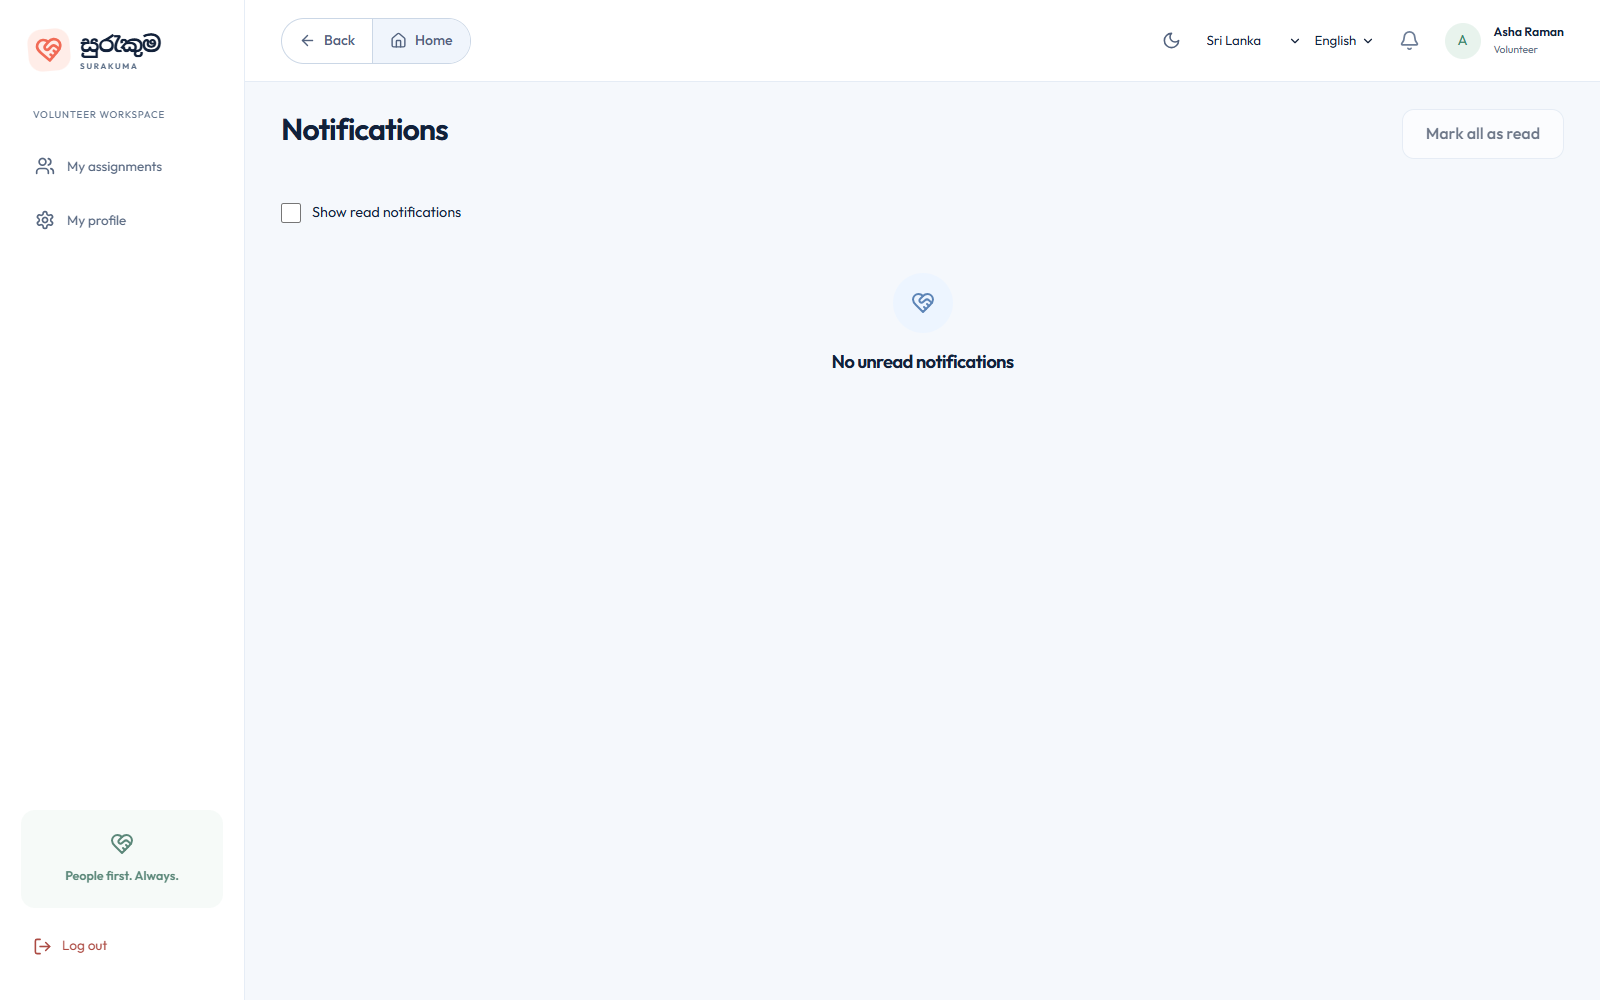 සුරැකුම
SURAKUMA
VOLUNTEER WORKSPACE
My assignments
My profile
People first. Always.
Log out
Back
Home
Sri Lanka
English
A
Asha Raman
Volunteer
Notifications
Mark all as read
Show read notifications
No unread notifications